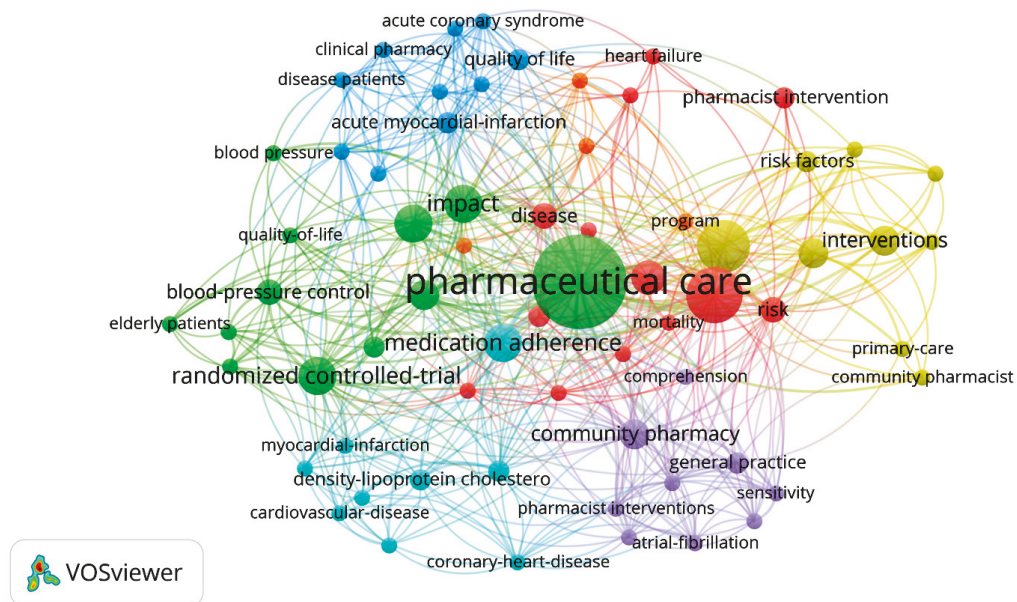 acute coronary syndrome
clinical pharmacy
quality of life
heart failure
disease patients
pharmacist intervention
acute myocardial-infarction
blood pressure
risk factors
impact
disease
program
quality-of-life
interventions
pharmaceutical care
blood-pressure control
risk
elderly patients
mortality
medication adherence
primary-care
randomized controlled-trial
comprehension
community pharmacist
community pharmacy
myocardial-infarction
general practice
density-lipoprotein cholestero
sensitivity
cardiovascular-disease
pharmacist interventions
atrial-fibrillation
coronary-heart-disease
VOSviewer